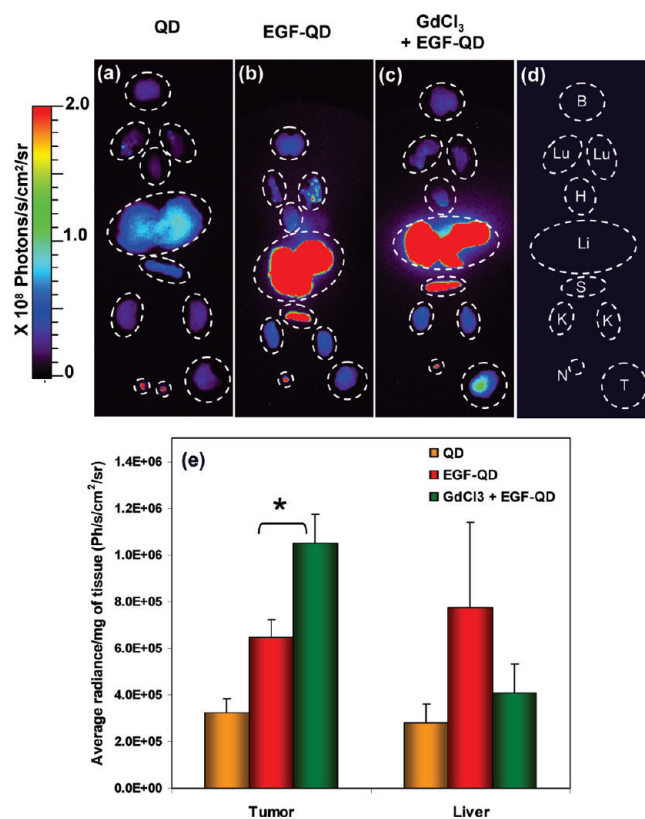 QD
EGF-QD
GdCl3
+ EGF-QD
(a)
(b)
(c)
(d)
X 10⁸ Photons/s/cm²/sr
2.0
1.0
0
B
Lu
Lu
H
Li
S
K
K
N
T
(e)
QD
EGF-QD
GdCl3 + EGF-QD
*
Average radiance/mg of tissue (Ph/s/cm²/sr)
1.4E+06
1.2E+06
1.0E+06
8.0E+05
6.0E+05
4.0E+05
2.0E+05
0.0E+00
Tumor
Liver